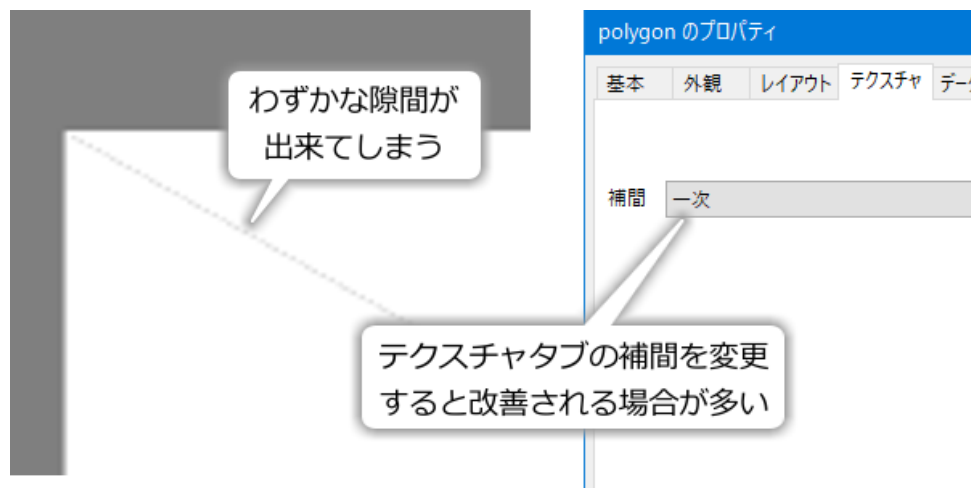 polygon のプロパティ
基本 外観 レイアウト テクスチャ デー
わずかな隙間が
出来てしまう
補間 一次
テクスチャタブの補間を変更
すると改善される場合が多い